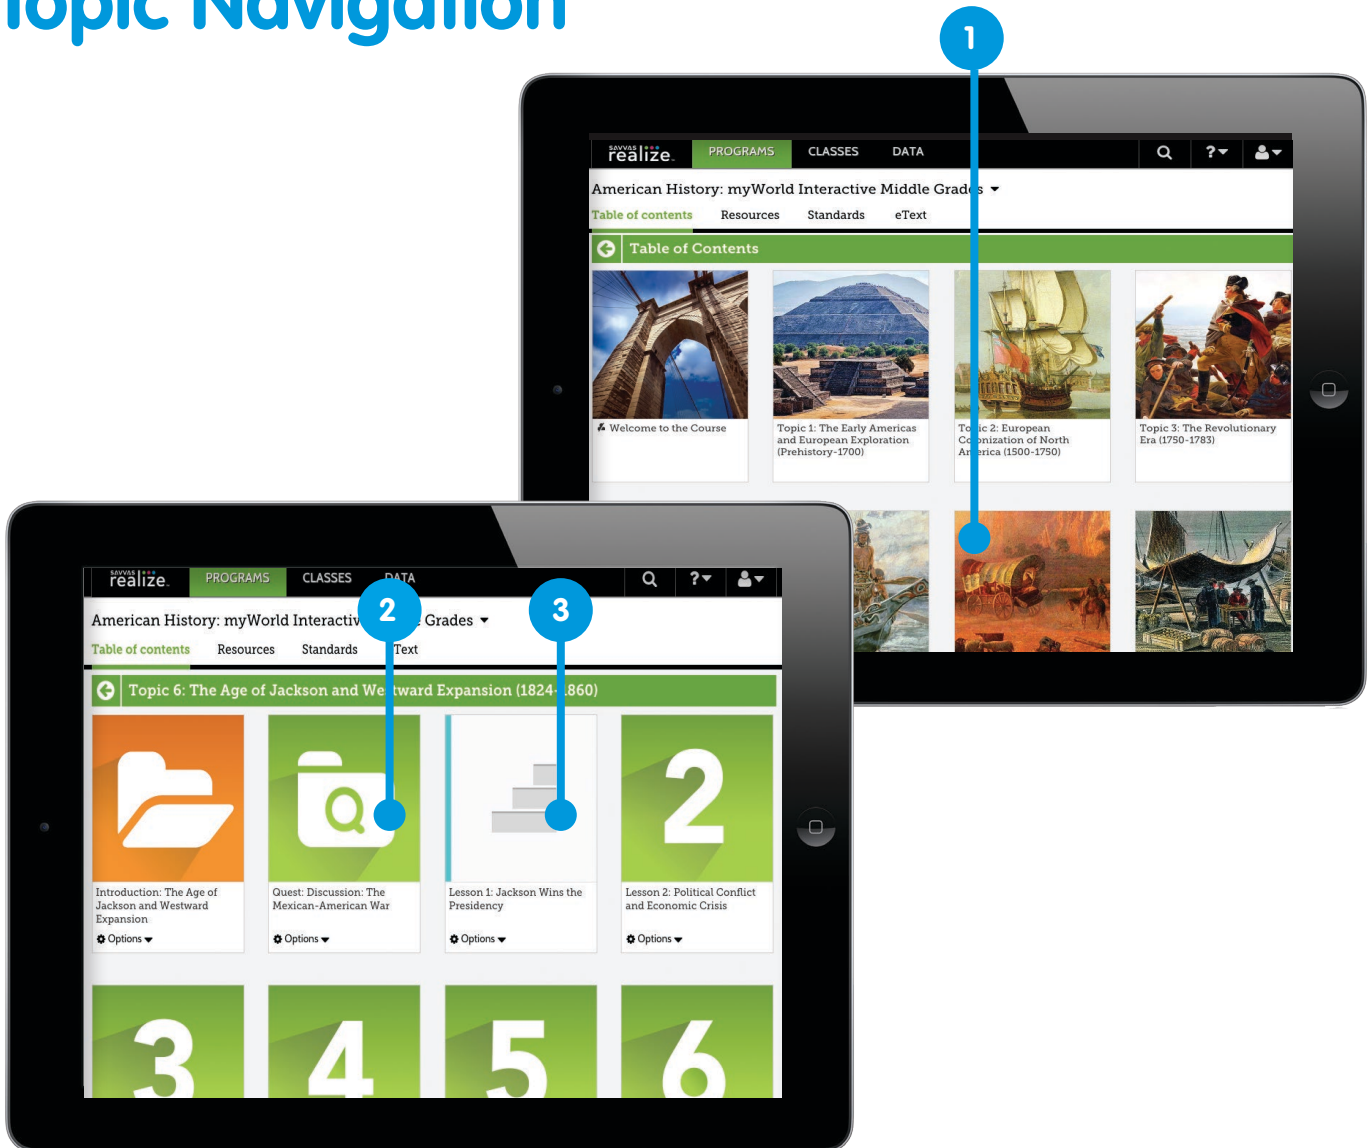 Topic Navigation
1
SAVVAS
realize.
PROGRAMS
CLASSES
DATA
?
American History: myWorld Interactive Middle Grades
Table of contents
Resources
Standards
eText
Table of Contents
Welcome to the Course
Topic 1: The Early Americas
and European Exploration
(Prehistory-1700)
Topic 2: European
Colonization of North
America (1500-1750)
Topic 3: The Revolutionary
Era (1750-1783)
SAVVAS
realize.
PROGRAMS
CLASSES
DATA
?
2
3
American History: myWorld Interactive Grades
Table of contents
Resources
Standards
Text
Topic 6: The Age of Jackson and Westward Expansion (1824-1860)
Q
2
Introduction: The Age of
Jackson and Westward
Expansion
Options
Quest: Discussion: The
Mexican-American War
Options
Lesson 1: Jackson Wins the
Presidency
Options
Lesson 2: Political Conflict
and Economic Crisis
Options
3
4
5
6